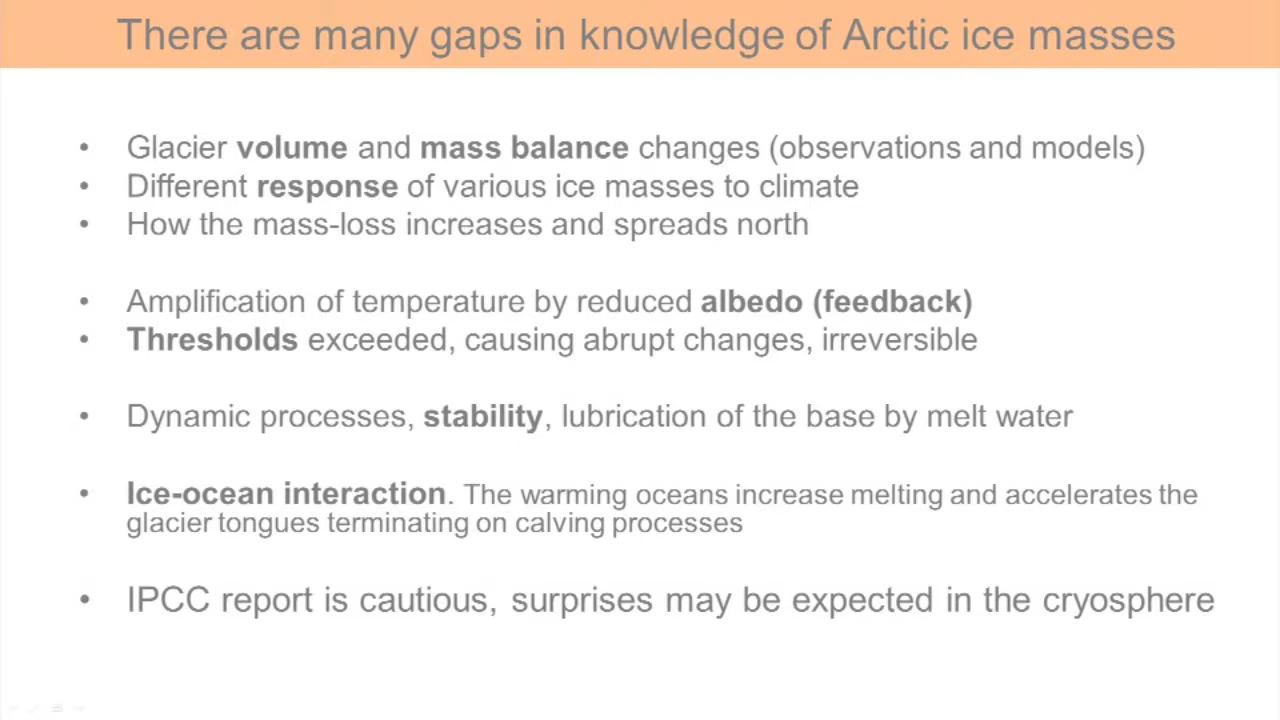 There are many gaps in knowledge of Arctic ice masses
• Glacier volume and mass balance changes (observations and models)
• Different response of various ice masses to climate
• How the mass-loss increases and spreads north
• Amplification of temperature by reduced albedo (feedback)
• Thresholds exceeded, causing abrupt changes, irreversible
• Dynamic processes, stability, lubrication of the base by melt water
• Ice-ocean interaction. The warming oceans increase melting and accelerates the
glacier tongues terminating on calving processes
• IPCC report is cautious, surprises may be expected in the cryosphere